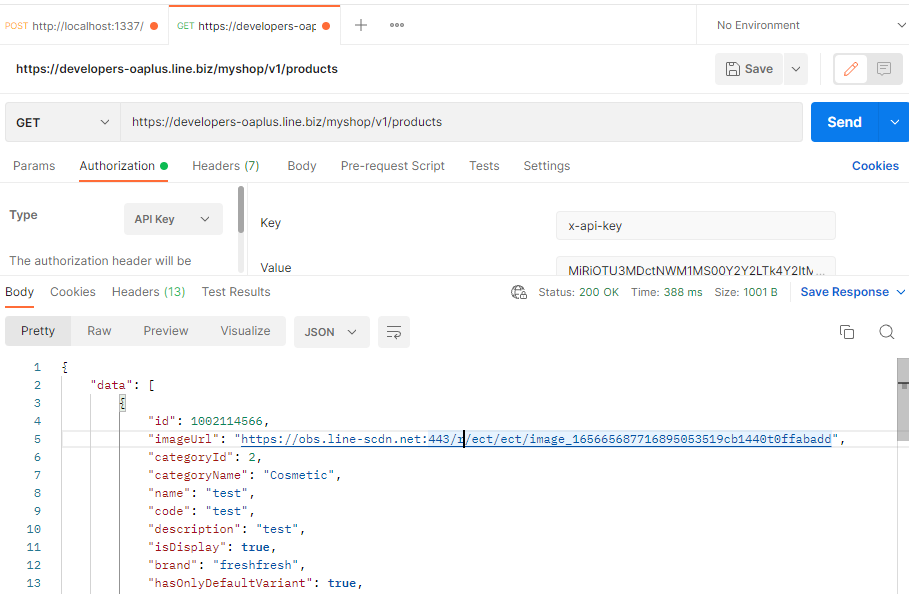 POST http://localhost:1337/ GET https://developers-oap No Environment
https://developers-oaplus.line.biz/myshop/v1/products Save
GET https://developers-oaplus.line.biz/myshop/v1/products Send
Params Authorization Headers (7) Body Pre-request Script Tests Settings Cookies
Type API Key Key x-api-key
The authorization header will be Value
Body Cookies Headers (13) Test Results Status: 200 OK Time: 388 ms Size: 1001 B Save Response
Pretty Raw Preview Visualize JSON
1 {
2 "data": [
3 {
4 "id": 1002114566,
5 "imageUrl": "https://obs.line-scdn.net:443/r/ect/ect/image_165665687716895053519cb1440t0ffabadd",
6 "categoryId": 2,
7 "categoryName": "Cosmetic",
8 "name": "test",
9 "code": "test",
10 "description": "test",
11 "isDisplay": true,
12 "brand": "freshfresh",
13 "hasOnlyDefaultVariant": true,